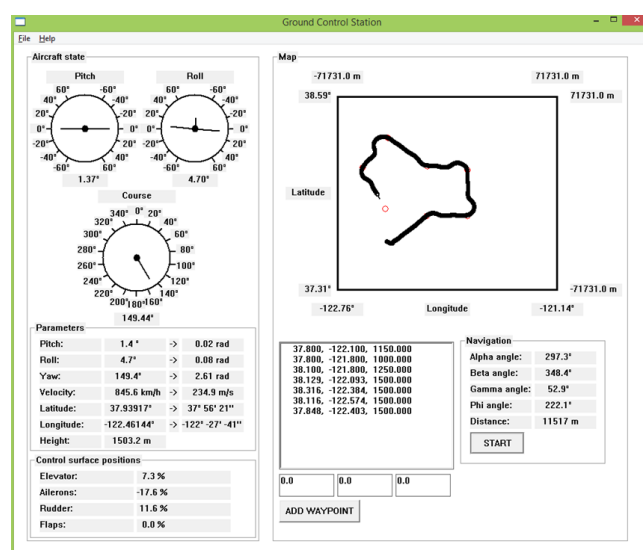 Ground Control Station
File Help
Aircraft state
Pitch
60° -60°
40° -40°
20° -20°
0° 0°
-20° 20°
-40° 40°
-60° 60°
1.37°
Roll
60° -60°
40° -40°
20° -20°
0° 0°
-20° 20°
-40° 40°
-60° 60°
4.70°
Course
340° 0° 20°
320° 40°
300° 60°
280° 80°
260° 100°
240° 120°
220° 140°
200° 180° 160°
149.44°
Parameters
Pitch: 1.4 ° -> 0.02 rad
Roll: 4.7° -> 0.08 rad
Yaw: 149.4° -> 2.61 rad
Velocity: 845.6 km/h -> 234.9 m/s
Latitude: 37.93917° -> 37° 56' 21''
Longitude: -122.46144° -> -122° -27' -41''
Height: 1503.2 m
Control surface positions
Elevator: 7.3 %
Ailerons: -17.6 %
Rudder: 11.6 %
Flaps: 0.0 %
Map
-71731.0 m 71731.0 m
38.59° 71731.0 m
Latitude
37.31° -71731.0 m
-122.76° Longitude -121.14°
37.800, -122.100, 1150.000
37.800, -121.800, 1000.000
38.100, -121.800, 1250.000
38.129, -122.093, 1500.000
38.316, -122.384, 1500.000
38.116, -122.574, 1500.000
37.848, -122.403, 1500.000
0.0 0.0 0.0
ADD WAYPOINT
Navigation
Alpha angle: 297.3°
Beta angle: 348.4°
Gamma angle: 52.9°
Phi angle: 222.1°
Distance: 11517 m
START